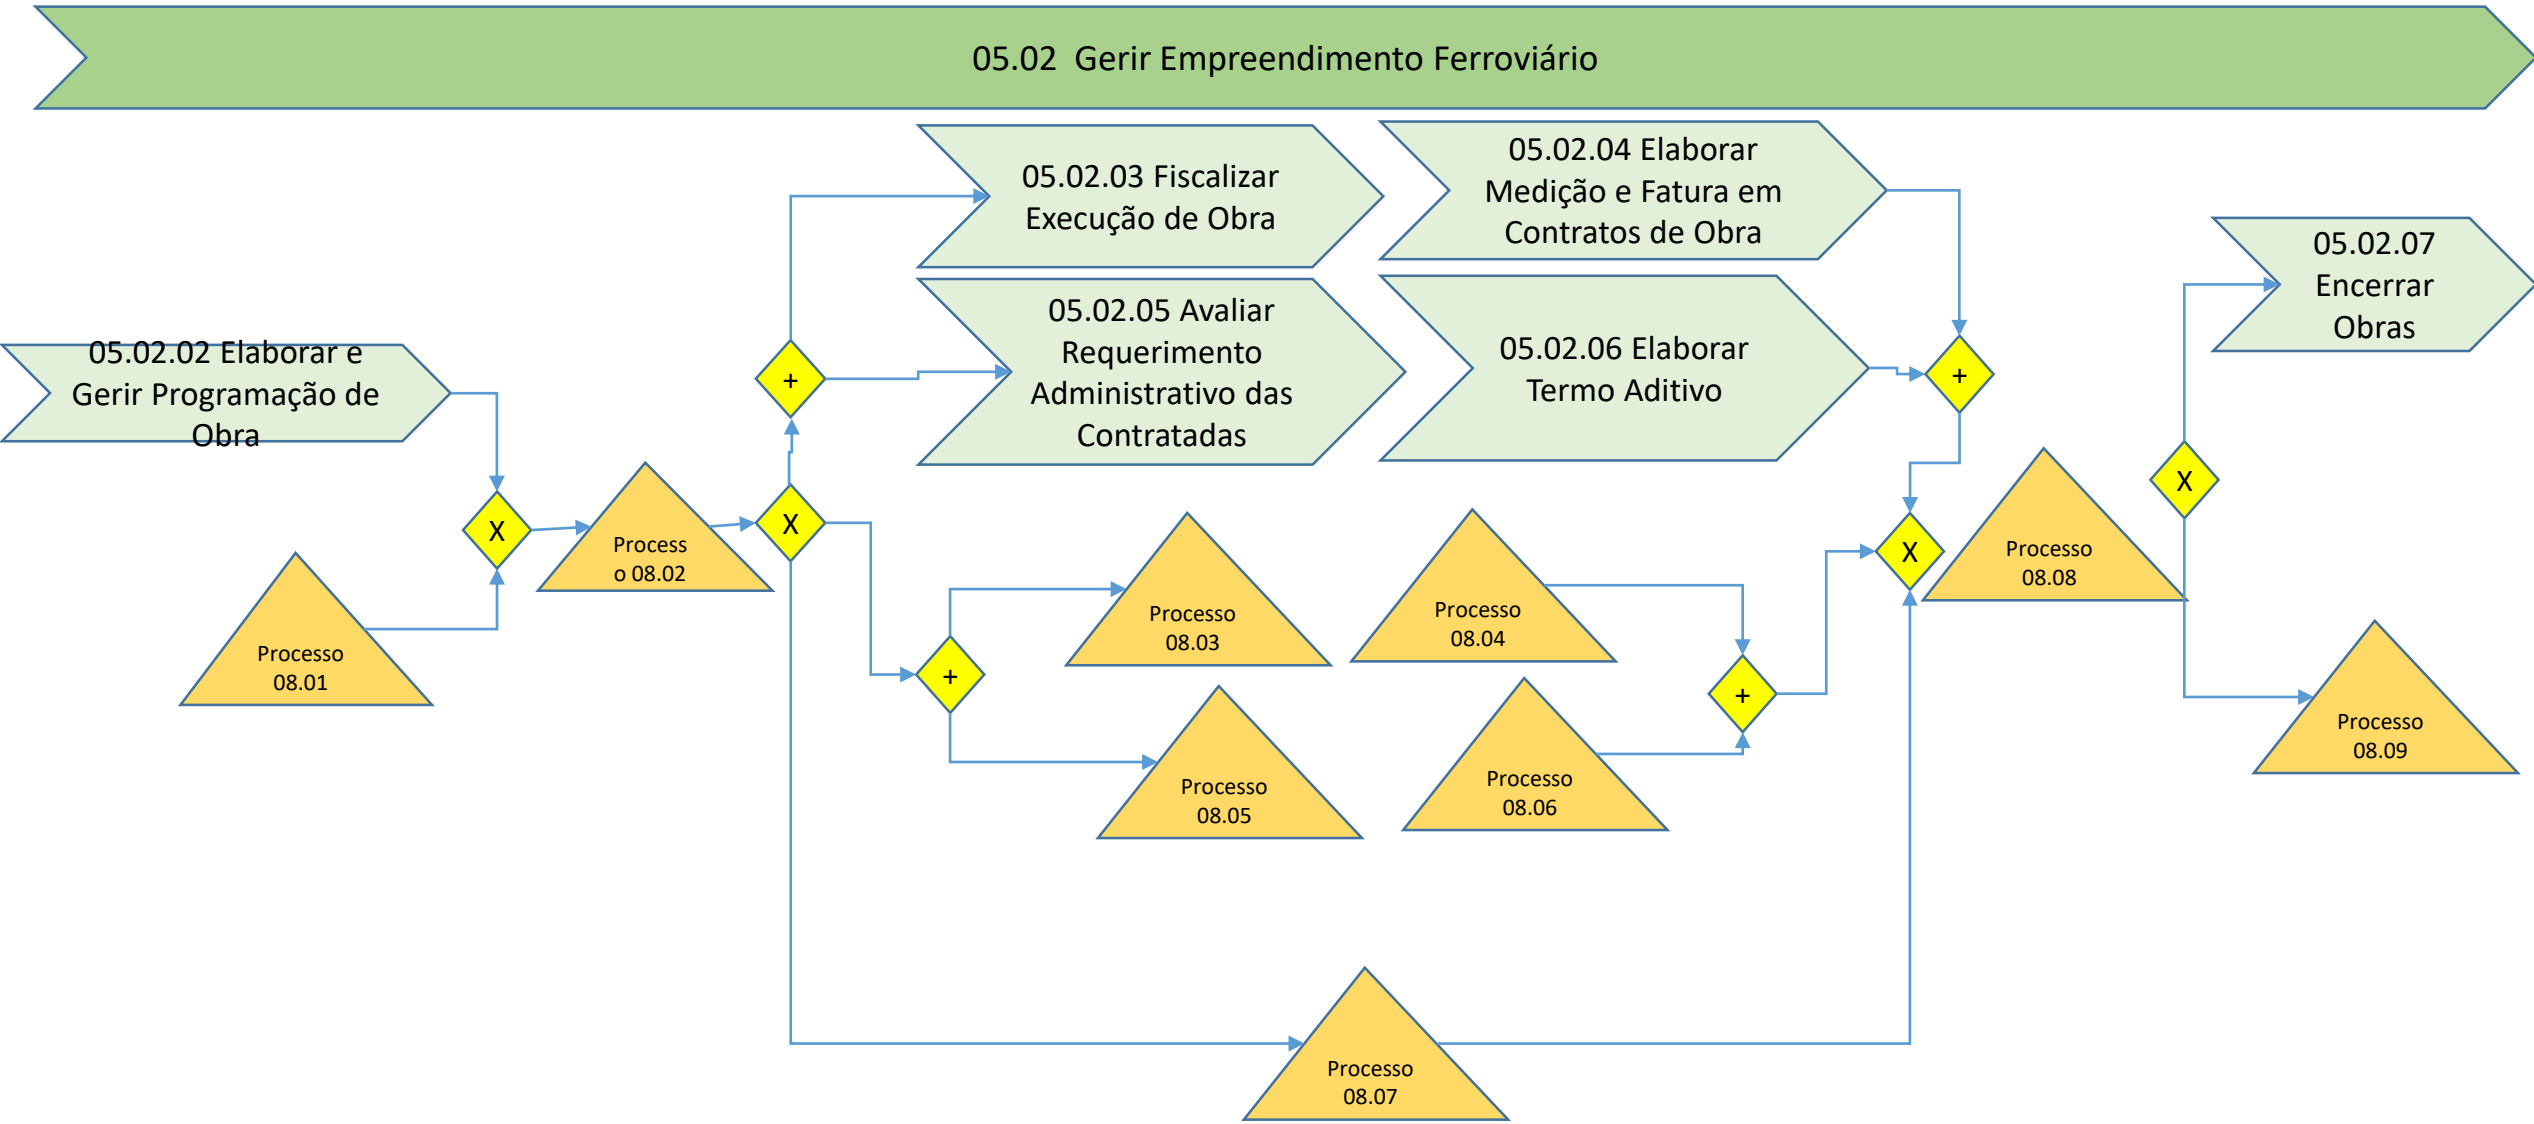 05.02  Gerir Empreendimento Ferroviário
05.02.02 Elaborar e
Gerir Programação de
Obra
Processo
08.01
X
Process
o 08.02
X
+
05.02.03 Fiscalizar
Execução de Obra
05.02.05 Avaliar
Requerimento
Administrativo das
Contratadas
05.02.04 Elaborar
Medição e Fatura em
Contratos de Obra
05.02.06 Elaborar
Termo Aditivo
+
+
Processo
08.03
Processo
08.05
Processo
08.04
Processo
08.06
+
X
Processo
08.07
Processo
08.08
X
05.02.07
Encerrar
Obras
Processo
08.09